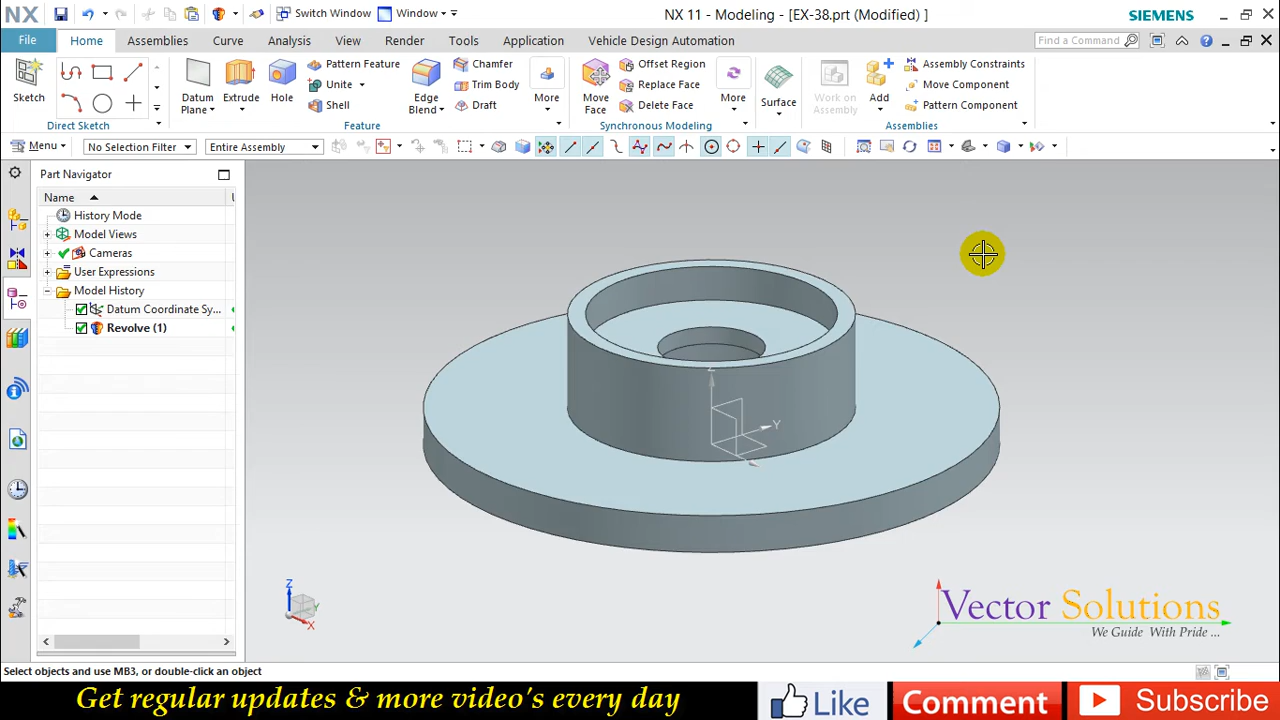 NX
Switch Window
Window
NX 11 - Modeling - [EX-38.prt (Modified) ]
SIEMENS
File
Home
Assemblies
Curve
Analysis
View
Render
Tools
Application
Vehicle Design Automation
Find a Command
Sketch
Direct Sketch
Datum
Plane
Extrude
Hole
Pattern Feature
Unite
Shell
Edge
Blend
Chamfer
Trim Body
Draft
More
Feature
Move
Face
Offset Region
Replace Face
Delete Face
More
Synchronous Modeling
Surface
Work on
Assembly
Add
Assembly Constraints
Move Component
Pattern Component
Assemblies
Menu
No Selection Filter
Entire Assembly
Part Navigator
Name
History Mode
Model Views
Cameras
User Expressions
Model History
Datum Coordinate Sy...
Revolve (1)
Z
Y
Z
Y
X
Vector Solutions
We Guide With Pride ...
Select objects and use MB3, or double-click an object
Get regular updates & more video's every day
Like
Comment
Subscribe